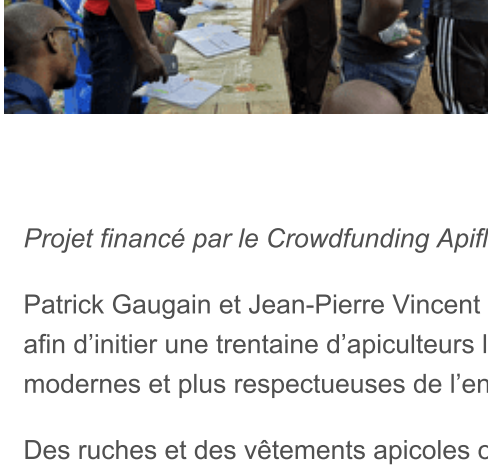 Projet financé par le Crowdfunding Apifl
Patrick Gaugain et Jean-Pierre Vincent
afin d’initier une trentaine d’apiculteurs l
modernes et plus respectueuses de l’en
Des ruches et des vêtements apicoles